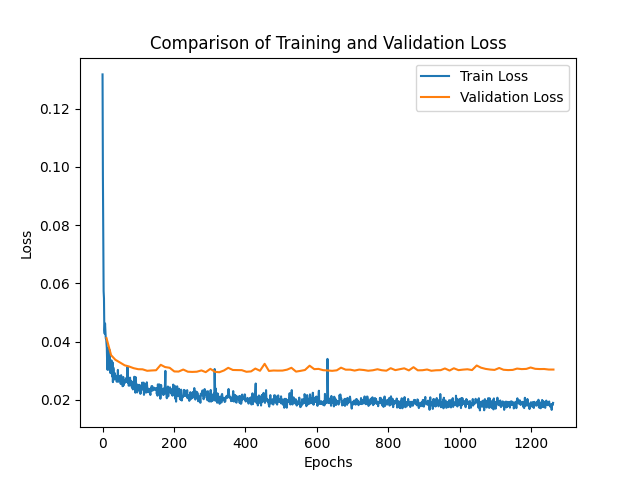 Comparison of Training and Validation Loss
Train Loss
Validation Loss
0.12
0.10
0.08
0.06
0.04
0.02
Loss
0 200 400 600 800 1000 1200
Epochs